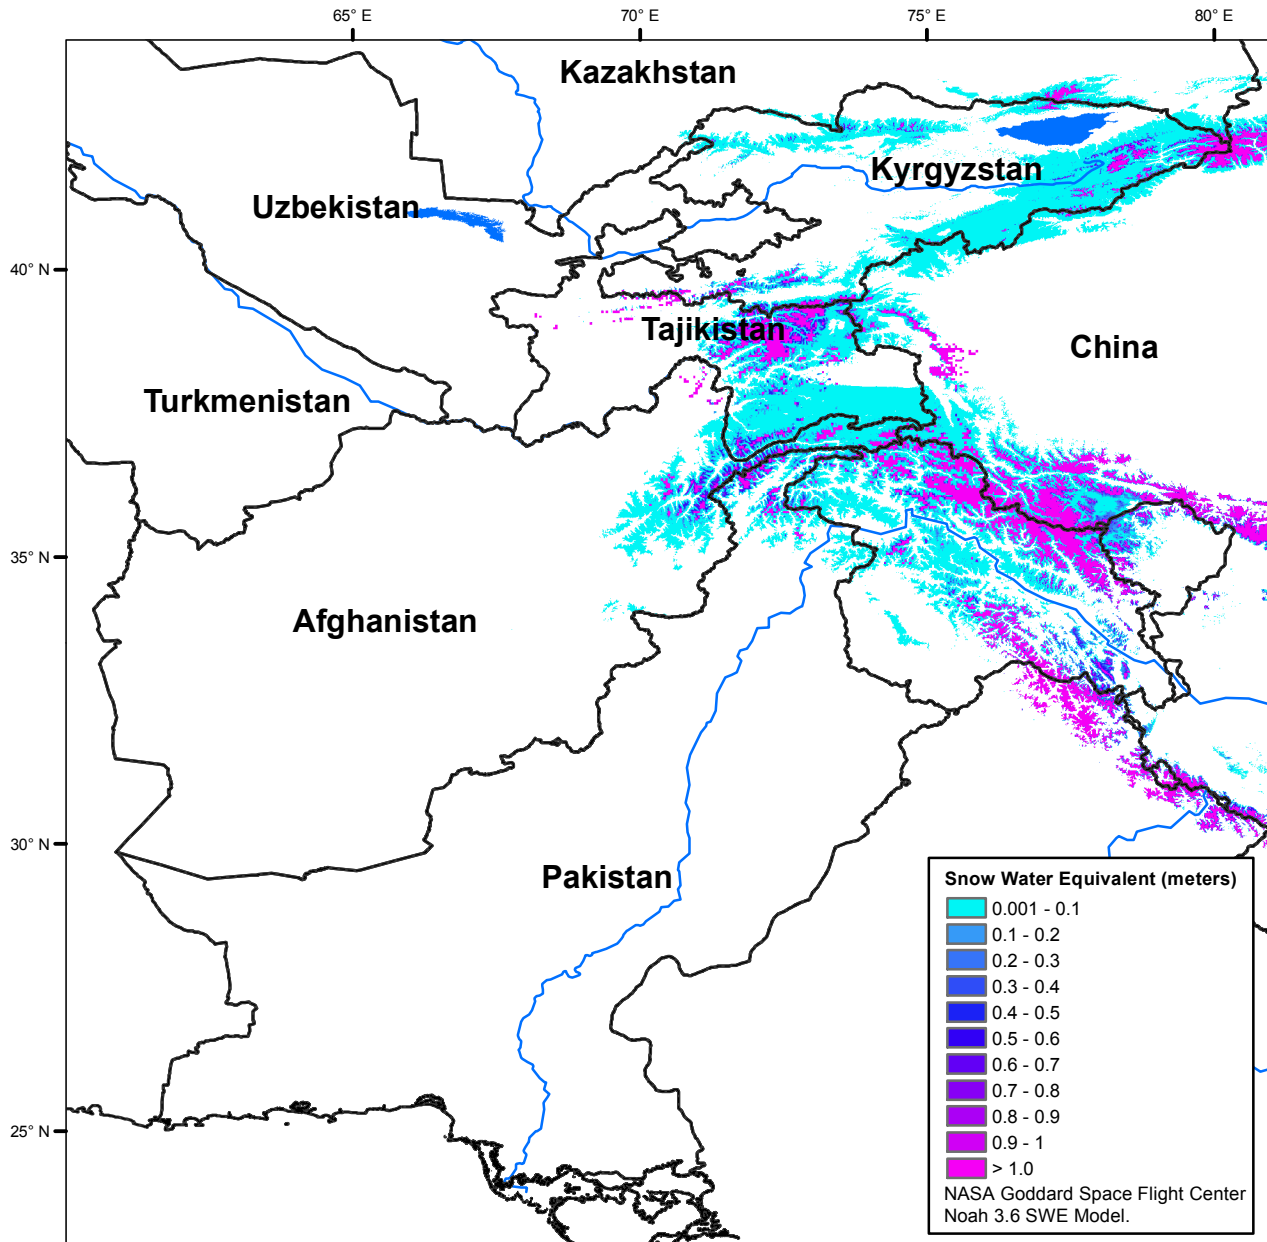 65° E
70° E
75° E
80° E
Kazakhstan
Kyrgyzstan
Uzbekistan
40° N
Tajikistan
China
Turkmenistan
35° N
Afghanistan
30° N
Pakistan
25° N
Snow Water Equivalent (meters)
0.001 - 0.1
0.1 - 0.2
0.2 - 0.3
0.3 - 0.4
0.4 - 0.5
0.5 - 0.6
0.6 - 0.7
0.7 - 0.8
0.8 - 0.9
0.9 - 1
> 1.0
NASA Goddard Space Flight Center
Noah 3.6 SWE Model.